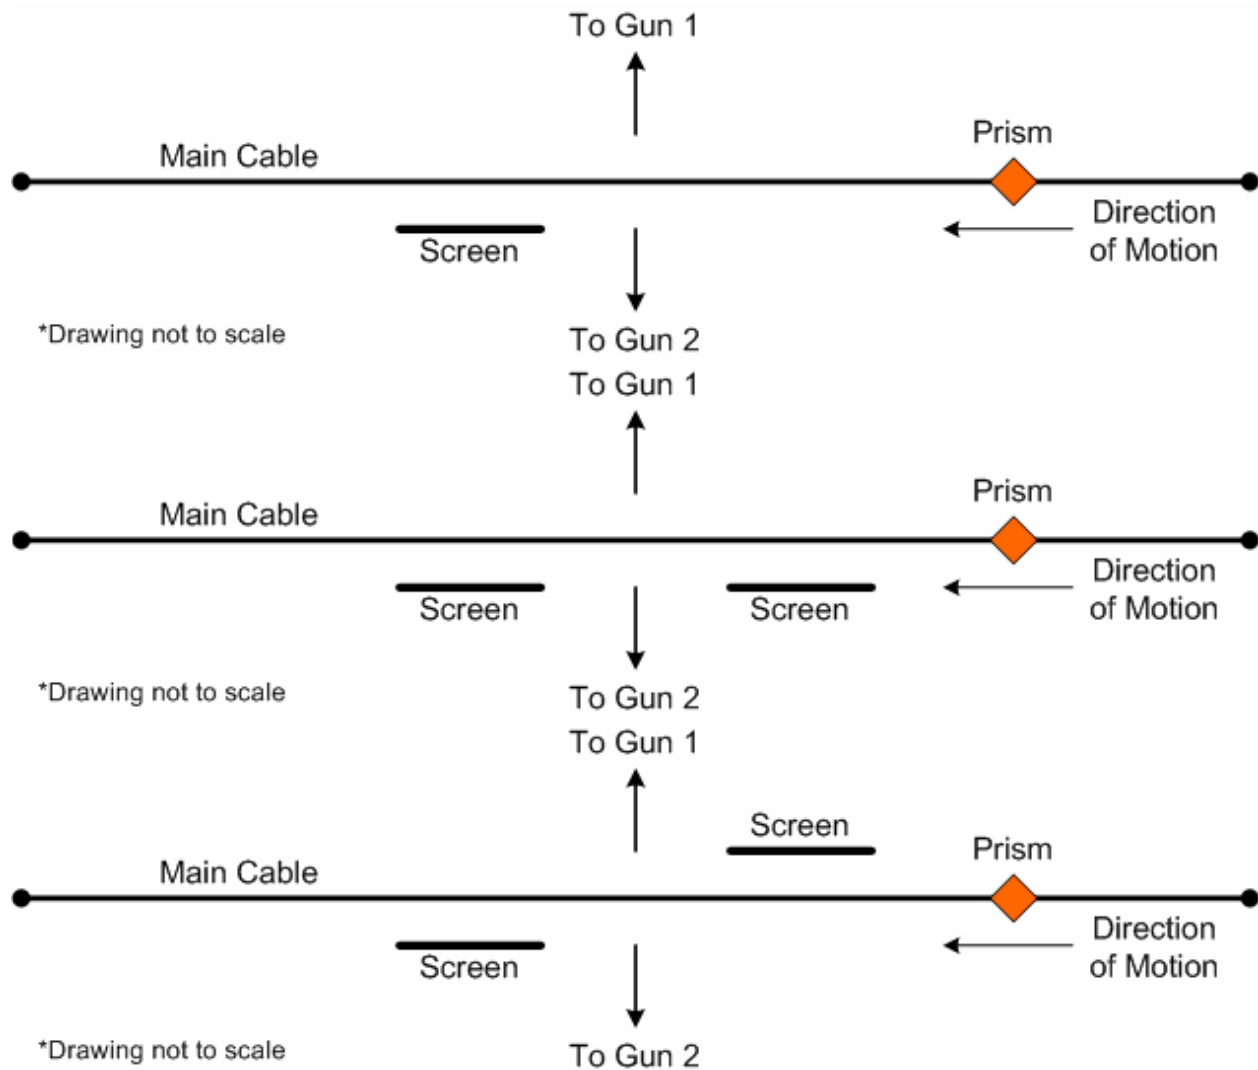 To Gun 1
Prism
Main Cable
Direction
of Motion
Screen
*Drawing not to scale
To Gun 2
To Gun 1
Prism
Main Cable
Direction
of Motion
Screen
Screen
*Drawing not to scale
To Gun 2
To Gun 1
Screen
Prism
Main Cable
Direction
of Motion
Screen
*Drawing not to scale
To Gun 2